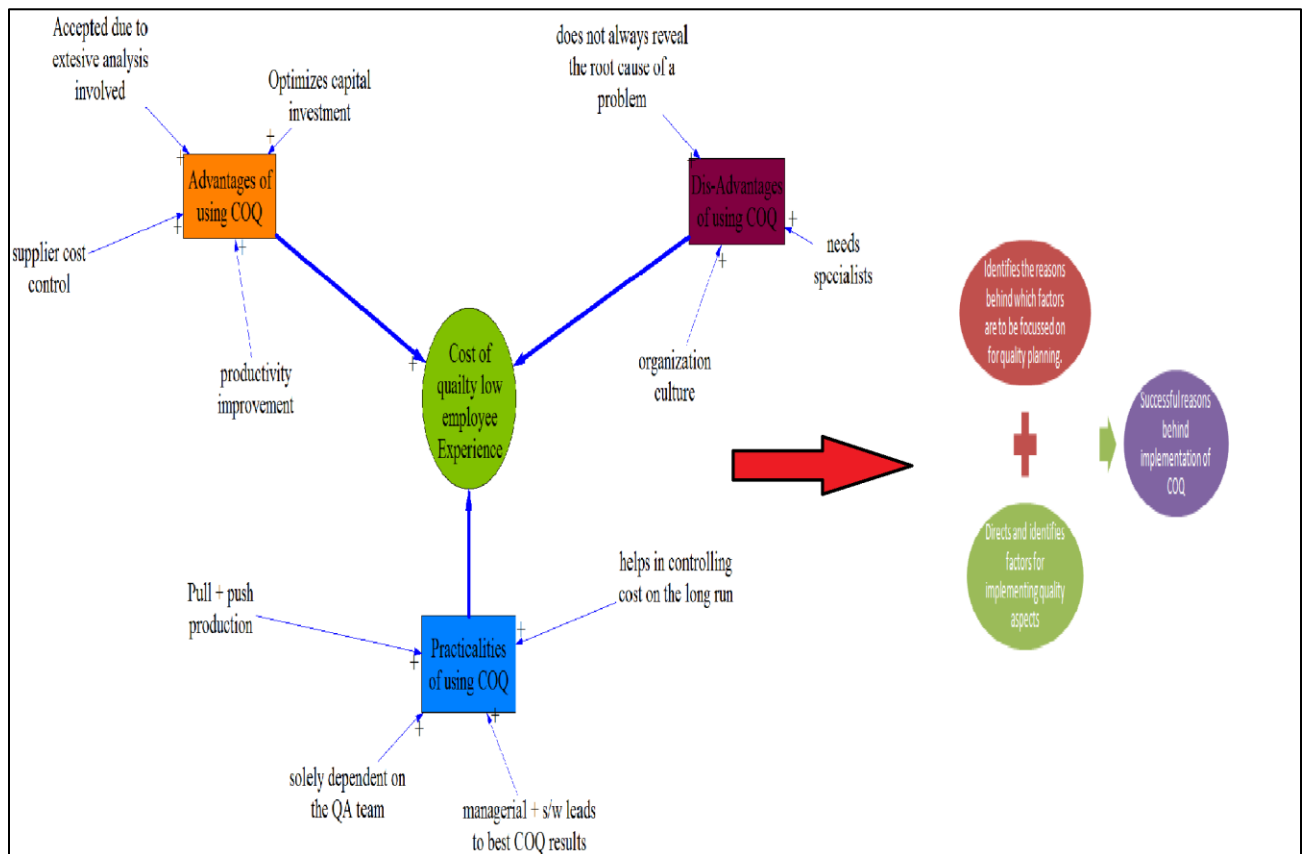 Accepted due to
extesive analysis
involved
Optimizes capital
investment
Advantages of
using COQ
supplier cost
control
productivity
improvement
does not always reveal
the root cause of a
problem
Dis-Advantages
of using COQ
needs
specialists
organization
culture
Cost of
quailty low
employee
Experience
Pull + push
production
helps in controlling
cost on the long run
Practicalities
of using COQ
solely dependent on
the QA team
managerial + s/w leads
to best COQ results
Identifies the reasons
behind which factors
are to be focussed on
for quality planning.
Directs and identifies
factors for
implementing quality
aspects
Successful reasons
behind
implementation of
COQ